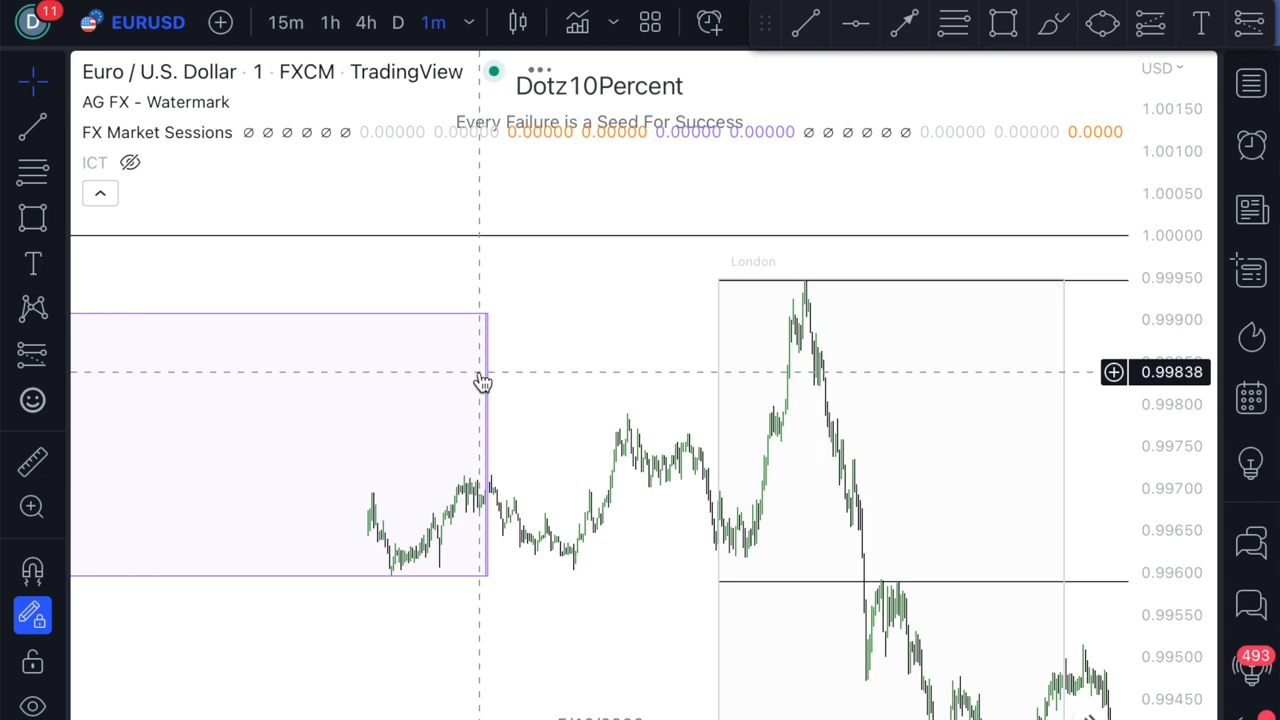 D 11 EURUSD 15m 1h 4h D 1m T
Euro / U.S. Dollar · 1 · FXCM · TradingView
Dotz10Percent
USD
AG FX - Watermark
Every Failure is a Seed For Success
FX Market Sessions ∅ ∅ ∅ ∅ ∅ ∅ 0.00000 0.00000 0.00000 0.00000 0.00000 0.00000 ∅ ∅ ∅ ∅ ∅ ∅ 0.00000 0.00000 0.0000
ICT
1.00150
1.00100
1.00050
1.00000
London
0.99950
0.99900
0.99838
0.99800
0.99750
0.99700
0.99650
0.99600
0.99550
0.99500
0.99450
T
493